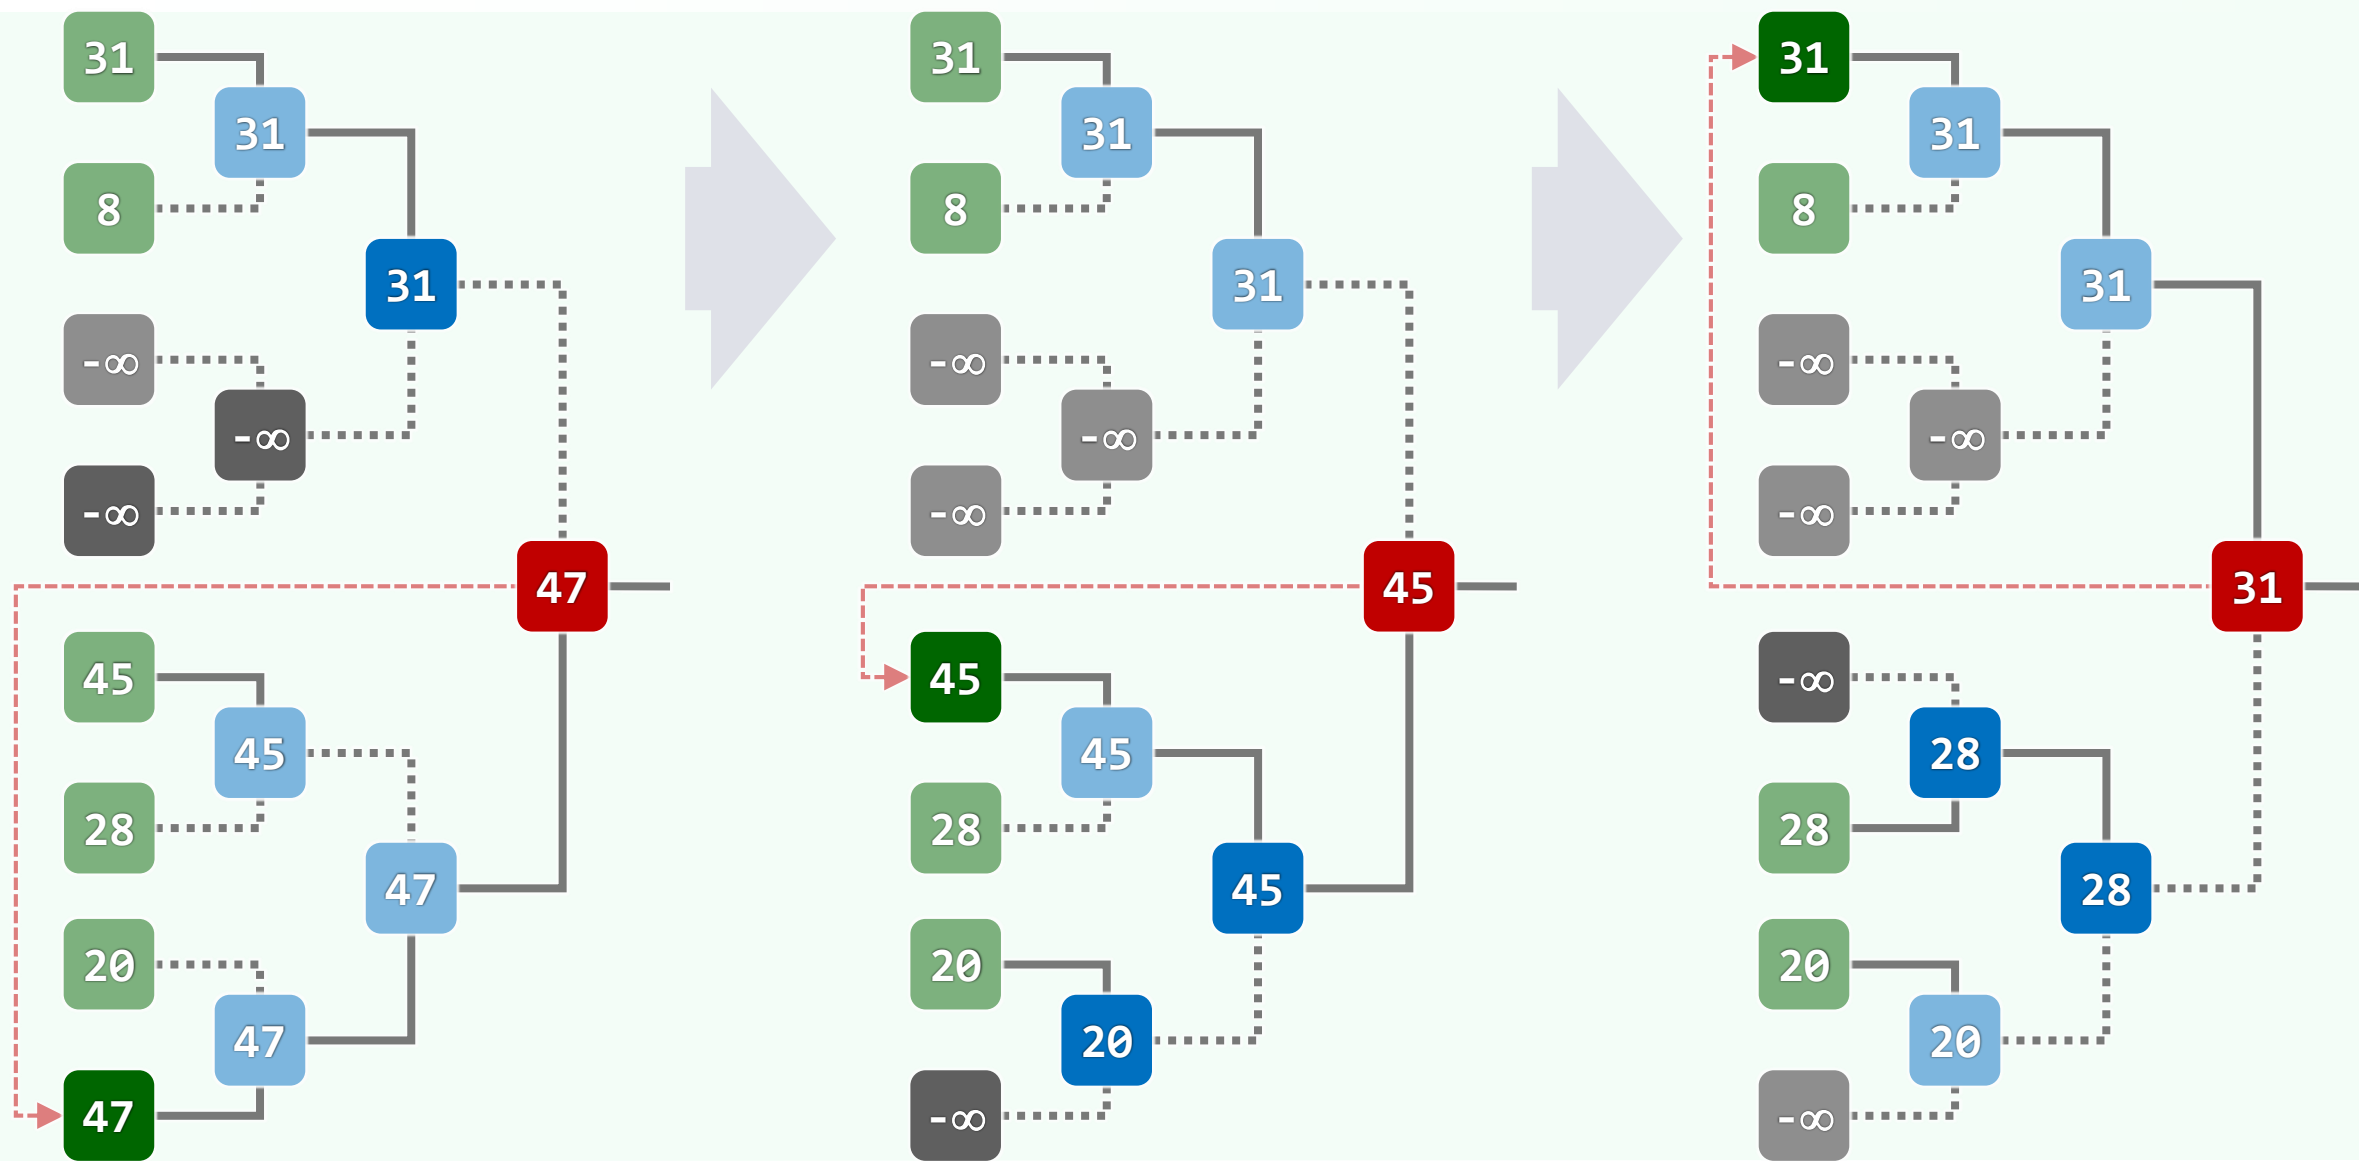 31 31 31
31 31 31
8 8 8
31 31 31
-∞ -∞ -∞
-∞ -∞ -∞
-∞ -∞ -∞
47 45 31
45 45 -∞
45 45 28
28 28 28
47 45 28
20 20 20
47 20 20
47 -∞ -∞